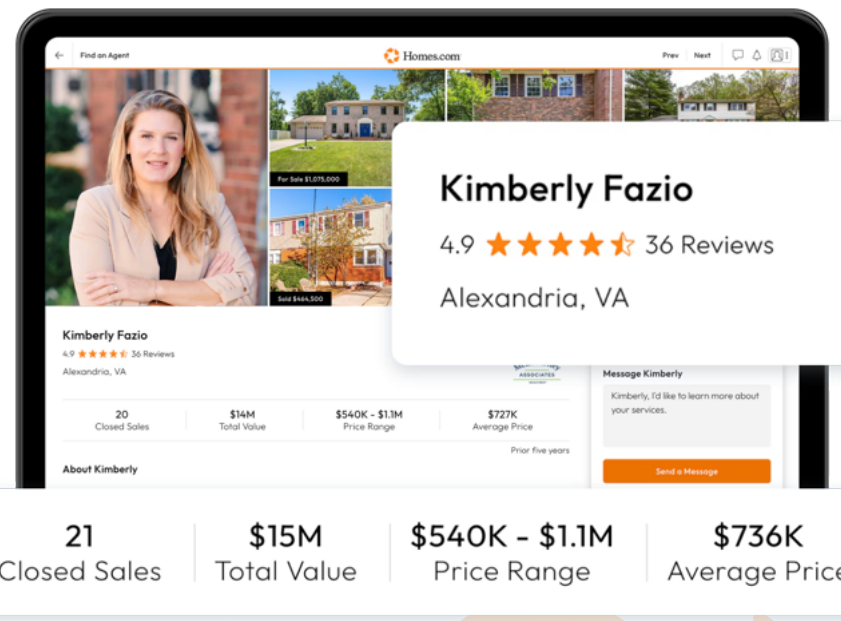 Find an Agent
Homes.com
Prev Next
For Sale $1,075,000
Sold $464,500
Kimberly Fazio
4.9 36 Reviews
Alexandria, VA
Kimberly Fazio
4.9 36 Reviews
Alexandria, VA
ASSOCIATES
20 $14M $540K - $1.1M $727K
Closed Sales Total Value Price Range Average Price
Prior five years
About Kimberly
Message Kimberly
Kimberly, I'd like to learn more about
your services.
Send a Message
21 $15M $540K - $1.1M $736K
Closed Sales Total Value Price Range Average Price